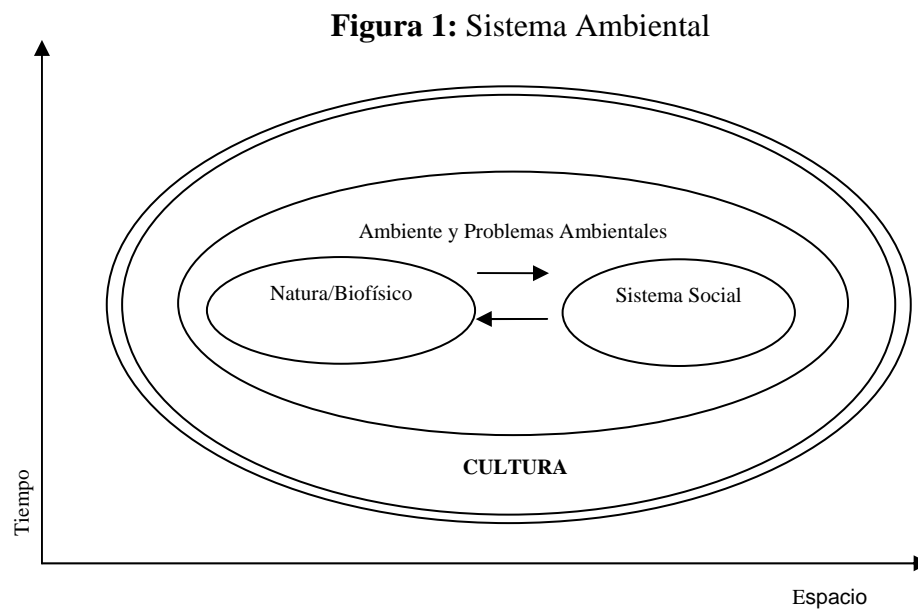 Figura 1: Sistema Ambiental
Ambiente y Problemas Ambientales
Natura/Biofísico
Sistema Social
CULTURA
Tiempo
Espacio